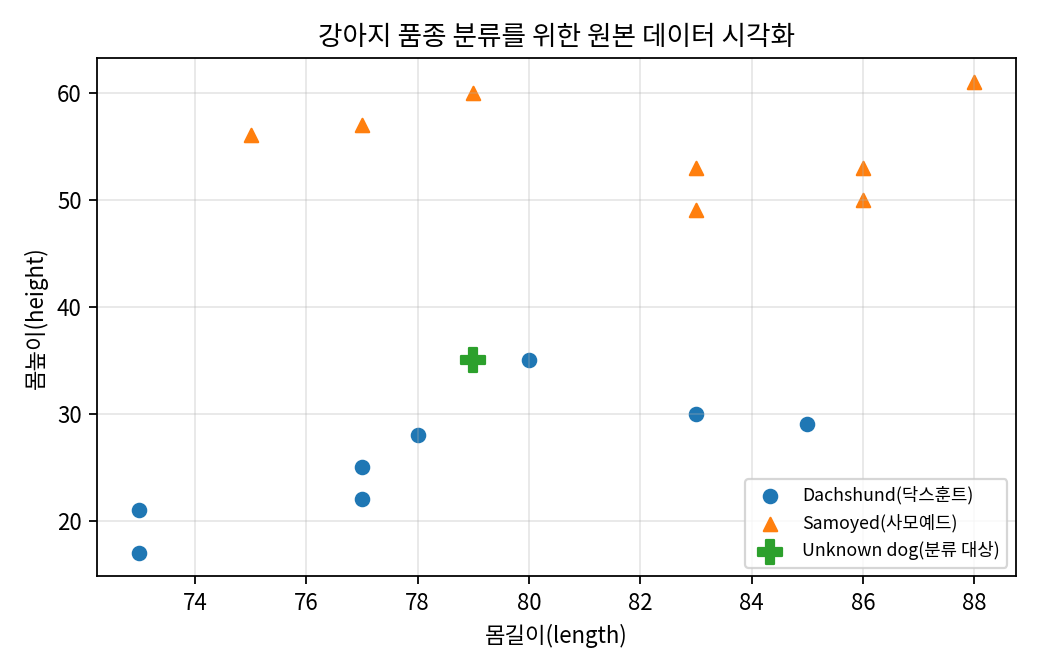 강아지 품종 분류를 위한 원본 데이터 시각화
몸높이(height)
60
50
40
30
20
74 76 78 80 82 84 86 88
몸길이(length)
Dachshund(닥스훈트)
Samoyed(사모예드)
Unknown dog(분류 대상)